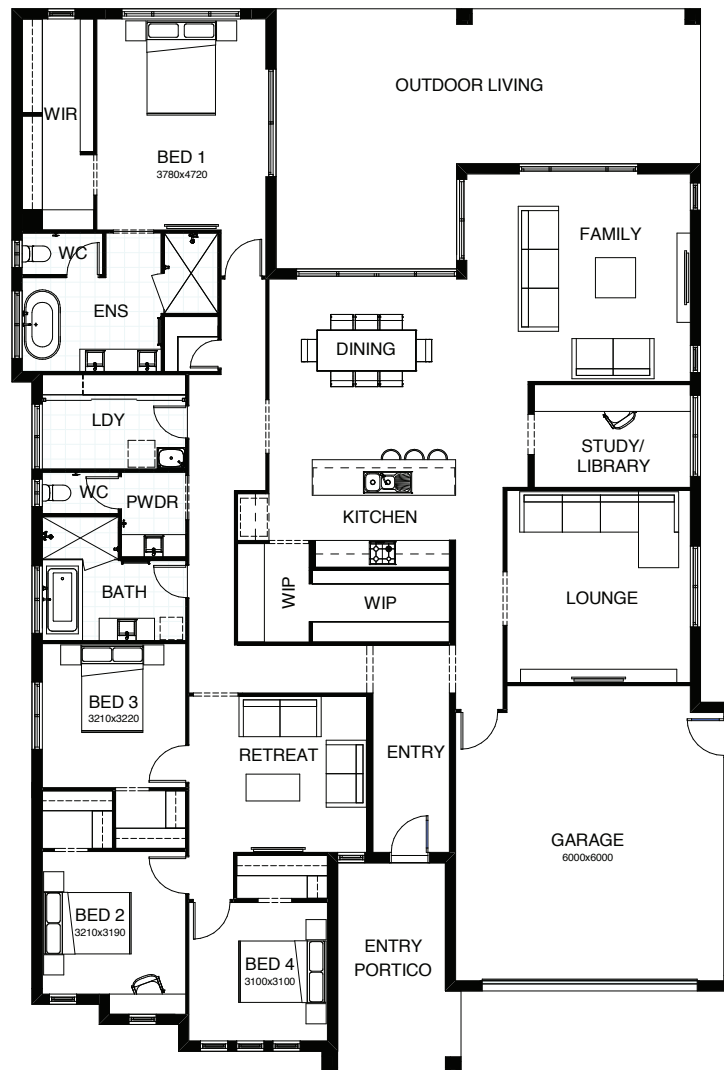 OUTDOOR LIVING
WIR
BED 1
3780x4720
FAMILY
WC
ENS
DINING
LDY
STUDY/
LIBRARY
WC
PWDR
KITCHEN
BATH
WIP
WIP
LOUNGE
BED 3
3210x3220
RETREAT
ENTRY
GARAGE
6000x6000
BED 2
3210x3190
ENTRY
PORTICO
BED 4
3100x3100